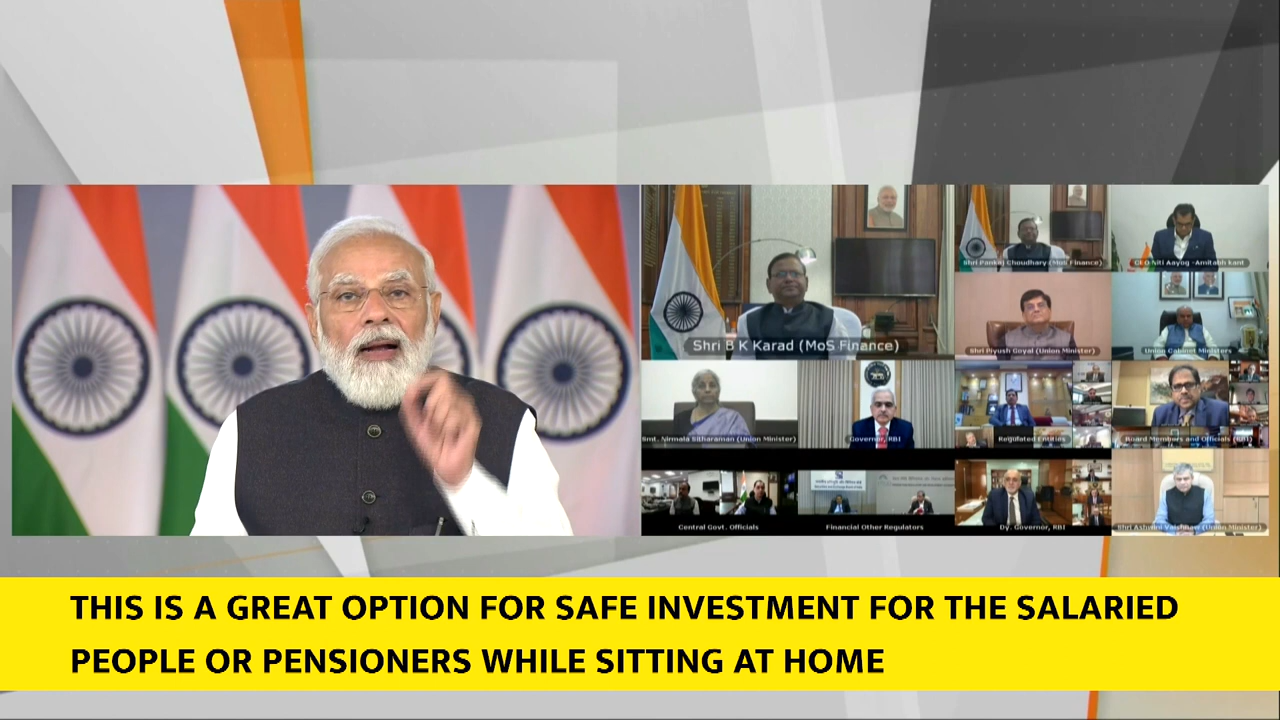 Shri B K Karad (MoS Finance)
Shri Pankaj Choudhary (MoS Finance)
CEO Niti Aayog -Amitabh kant
Shri Piyush Goyal (Union Minister)
Union Cabinet Ministers
Smt. Nirmala Sitharaman (Union Minister)
Governor, RBI
Regulated Entities
Board Members and Officials (RBI)
Central Govt. Officials
Financial Other Regulators
Dy. Governor, RBI
Shri Ashwini Vaishnaw (Union Minister)
THIS IS A GREAT OPTION FOR SAFE INVESTMENT FOR THE SALARIED
PEOPLE OR PENSIONERS WHILE SITTING AT HOME